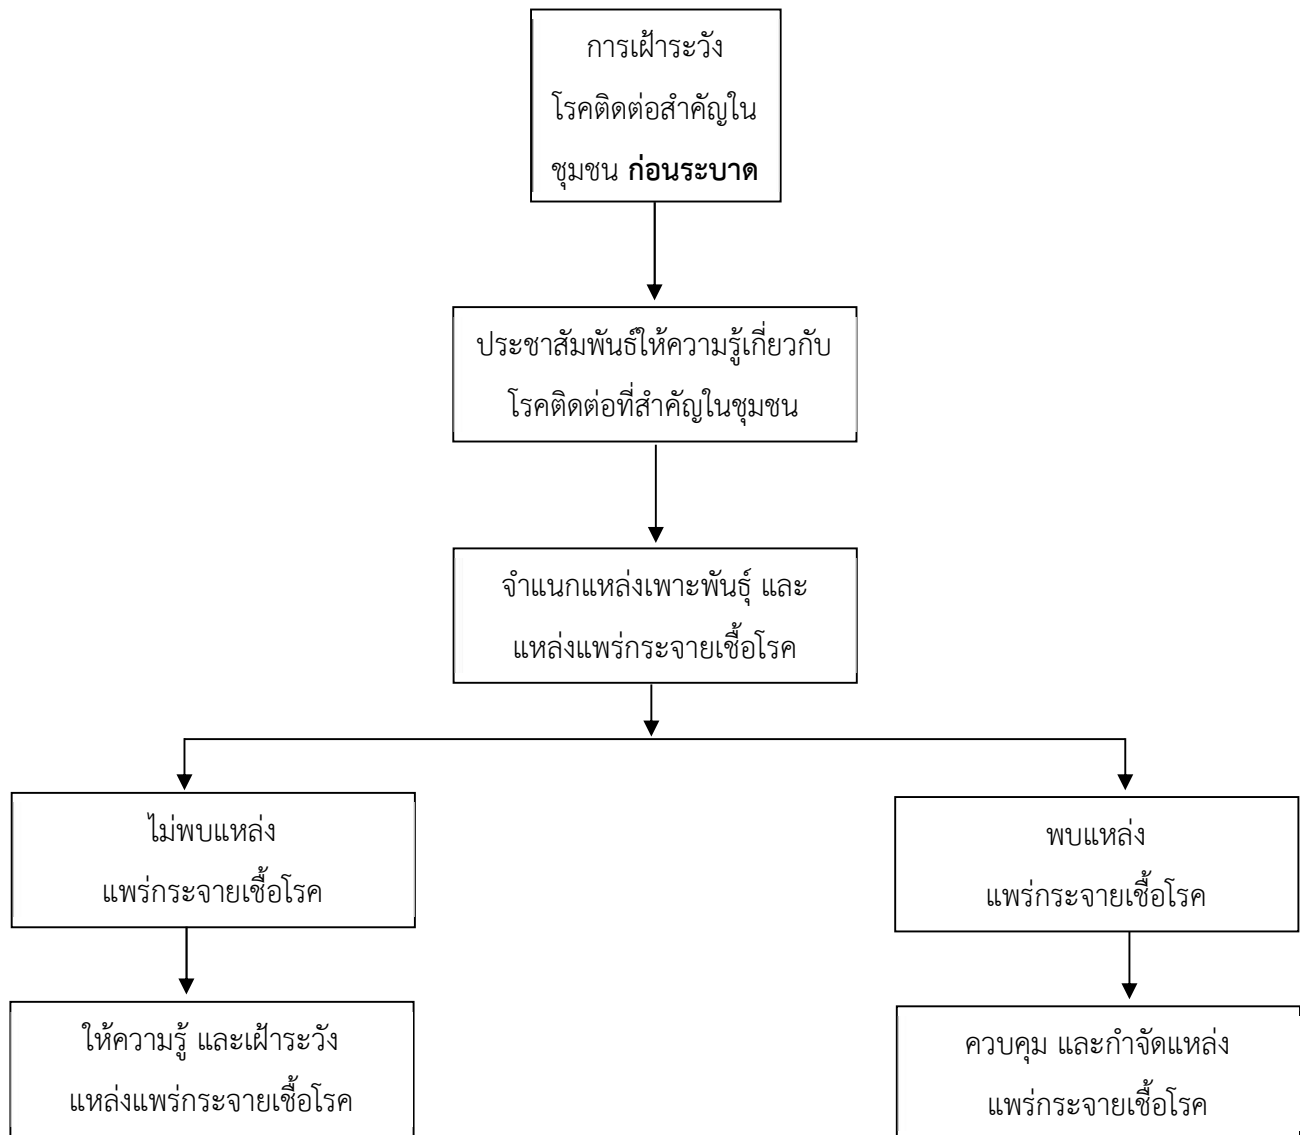 การเฝ้าระวัง
โรคติดต่อสำคัญใน
ชุมชน ก่อนระบาด
ประชาสัมพันธ์ให้ความรู้เกี่ยวกับ
โรคติดต่อที่สำคัญในชุมชน
จำแนกแหล่งเพาะพันธุ์ และ
แหล่งแพร่กระจายเชื้อโรค
ไม่พบแหล่ง
แพร่กระจายเชื้อโรค
พบแหล่ง
แพร่กระจายเชื้อโรค
ให้ความรู้ และเฝ้าระวัง
แหล่งแพร่กระจายเชื้อโรค
ควบคุม และกำจัดแหล่ง
แพร่กระจายเชื้อโรค